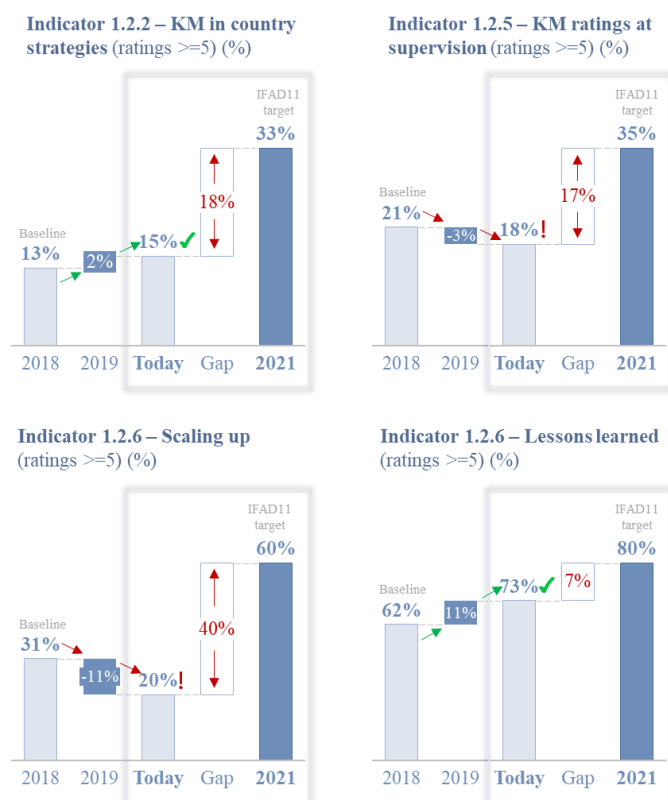 Indicator 1.2.2 – KM in country
strategies (ratings >=5) (%)
IFAD11
target
33%
18%
Baseline
13%
2%
15%
2018 2019 Today Gap 2021
Indicator 1.2.5 – KM ratings at
supervision (ratings >=5) (%)
IFAD11
target
35%
17%
Baseline
21%
-3%
18%!
2018 2019 Today Gap 2021
Indicator 1.2.6 – Scaling up
(ratings >=5) (%)
IFAD11
target
60%
40%
Baseline
31%
-11%
20%!
2018 2019 Today Gap 2021
Indicator 1.2.6 – Lessons learned
(ratings >=5) (%)
IFAD11
target
80%
7%
73%
Baseline
62%
11%
2018 2019 Today Gap 2021